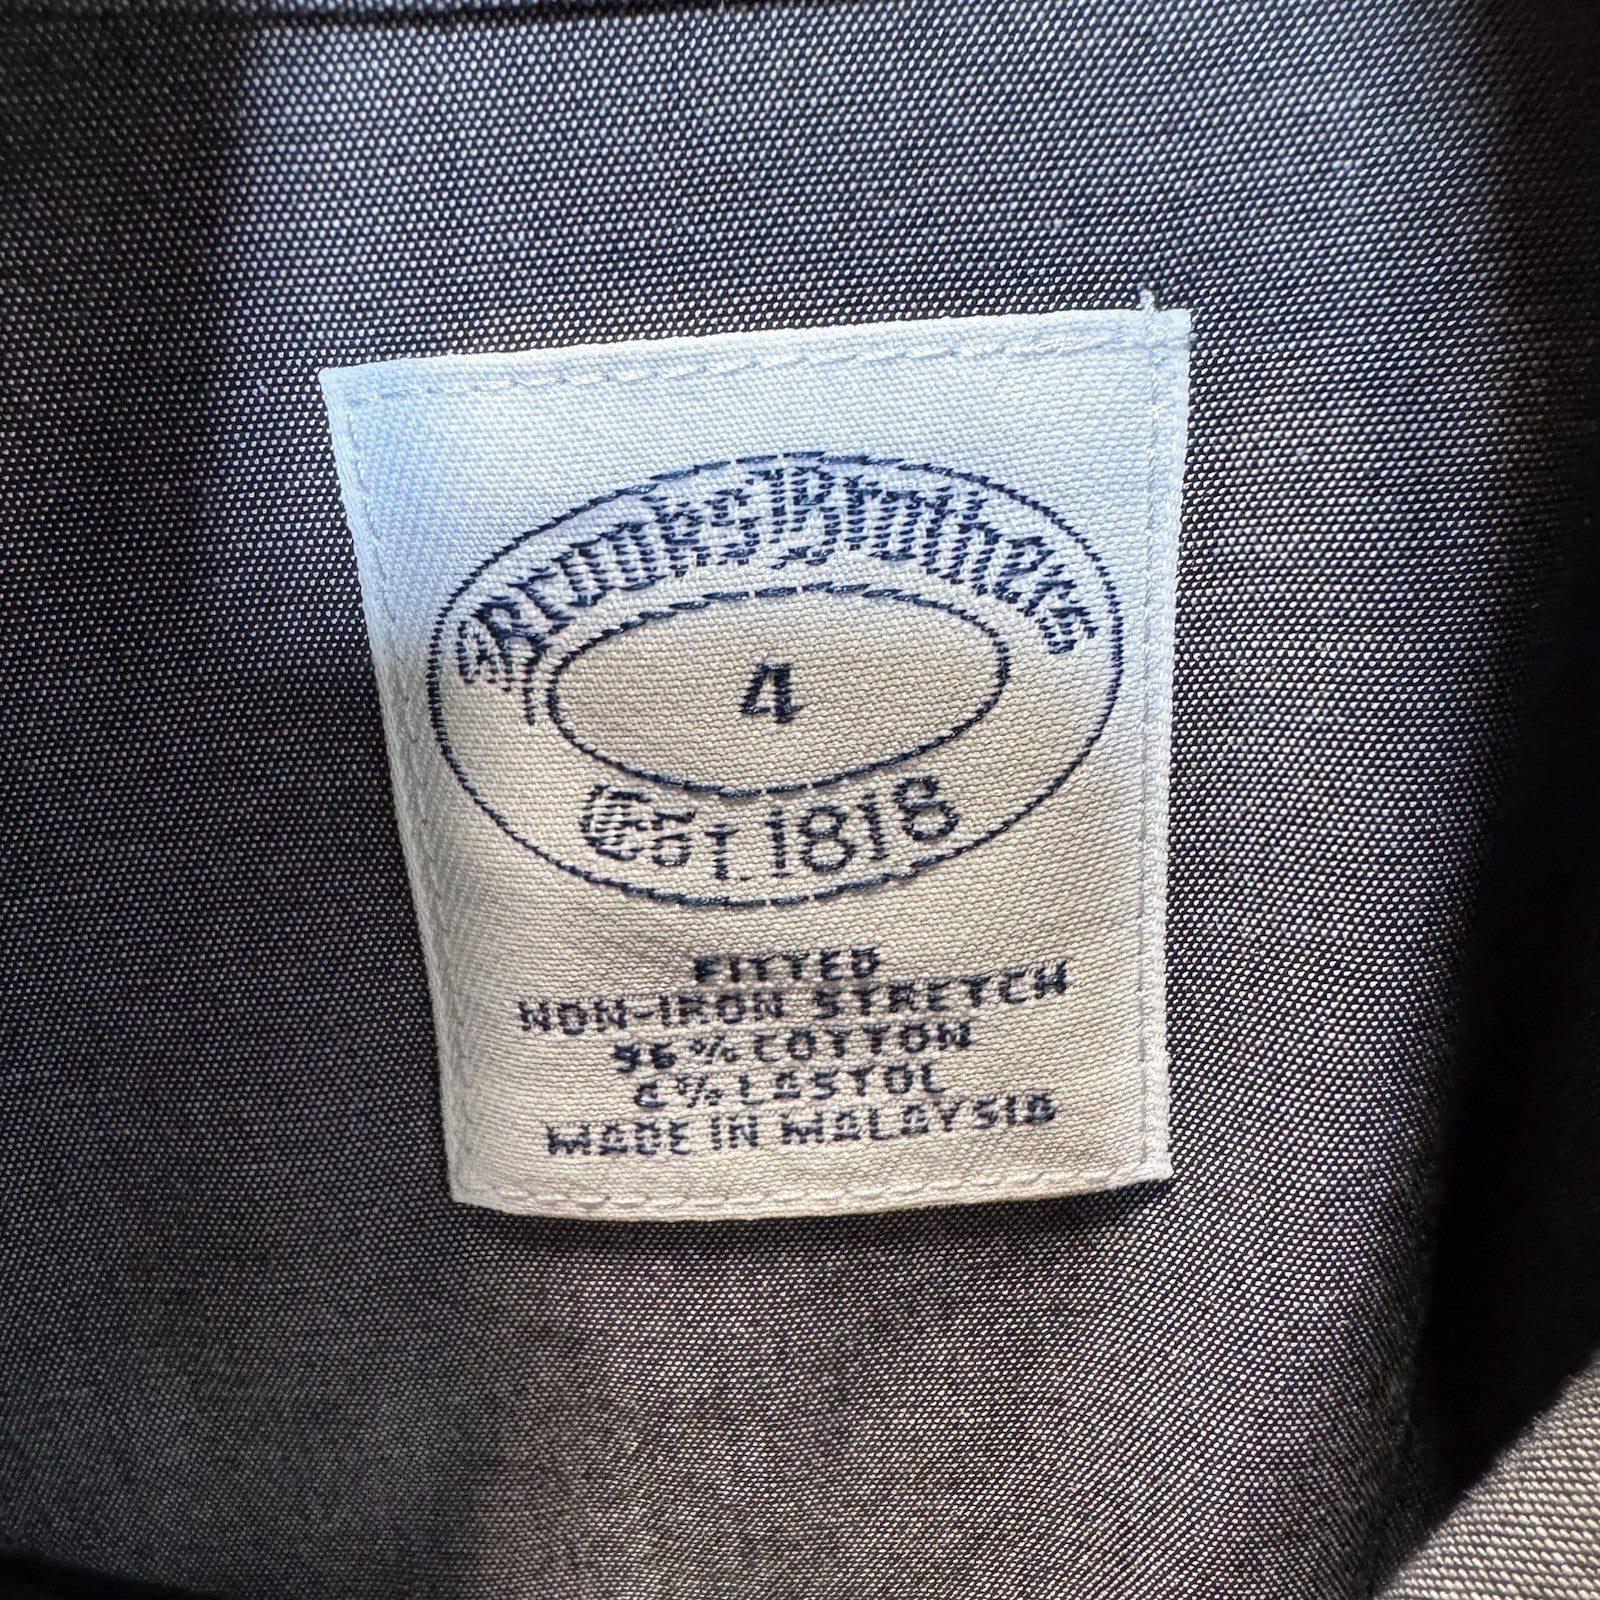 Brooks Brothers
4
Est. 1818
FITTED
NON-IRON STRETCH
96% COTTON
4% LASTOL
MADE IN MALAYSIA